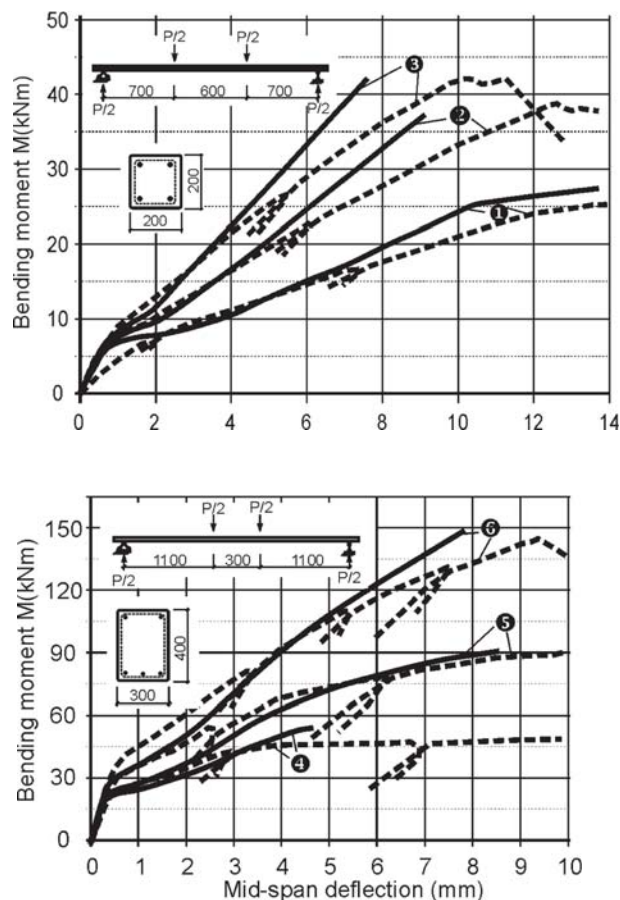 Bending moment M(kNm)
50
40
30
20
10
0
P/2 P/2
700 600 700
P/2 P/2
200
200
3
2
1
0 2 4 6 8 10 12 14
Bending moment M(kNm)
150
120
90
60
30
0
P/2 P/2
1100 300 1100
P/2 P/2
400
300
6
5
4
0 1 2 3 4 5 6 7 8 9 10
Mid-span deflection (mm)